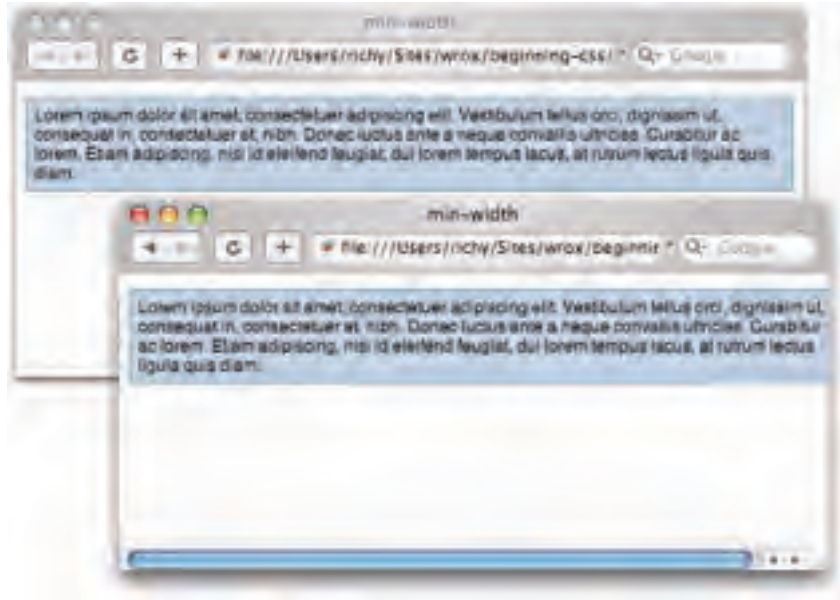 min-width
file:///Users/richy/Sites/wrox/beginning-css/
Google
Lorem ipsum dolor sit amet, consectetuer adipiscing elit. Vestibulum tellus orci, dignissim ut,
consequat in, consectetuer et, nibh. Donec luctus ante a neque convallis ultricies. Curabitur ac
lorem. Etiam adipiscing, nisl id eleifend feugiat, dui lorem tempus lacus, at rutrum lectus ligula quis
diam.
min-width
file:///Users/richy/Sites/wrox/beginnir
Google
Lorem ipsum dolor sit amet, consectetuer adipiscing elit. Vestibulum tellus orci, dignissim ut,
consequat in, consectetuer et, nibh. Donec luctus ante a neque convallis ultricies. Curabitur
ac lorem. Etiam adipiscing, nisl id eleifend feugiat, dui lorem tempus lacus, at rutrum lectus
ligula quis diam.